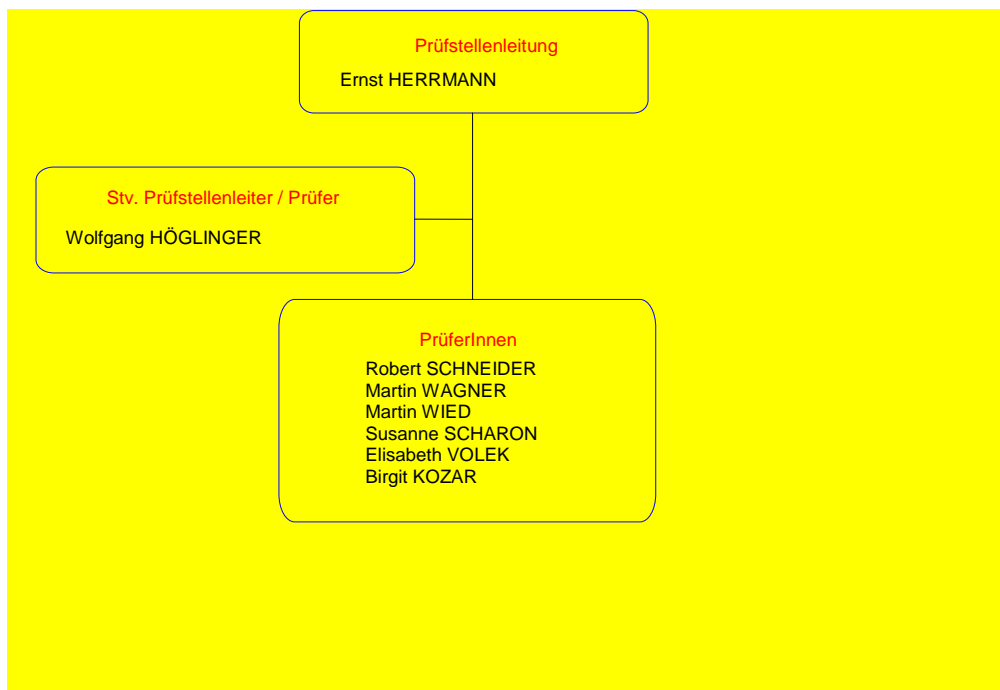 Prüfstellenleitung
Ernst HERRMANN
Stv. Prüfstellenleiter / Prüfer
Wolfgang HÖGLINGER
PrüferInnen
Robert SCHNEIDER
Martin WAGNER
Martin WIED
Susanne SCHARON
Elisabeth VOLEK
Birgit KOZAR